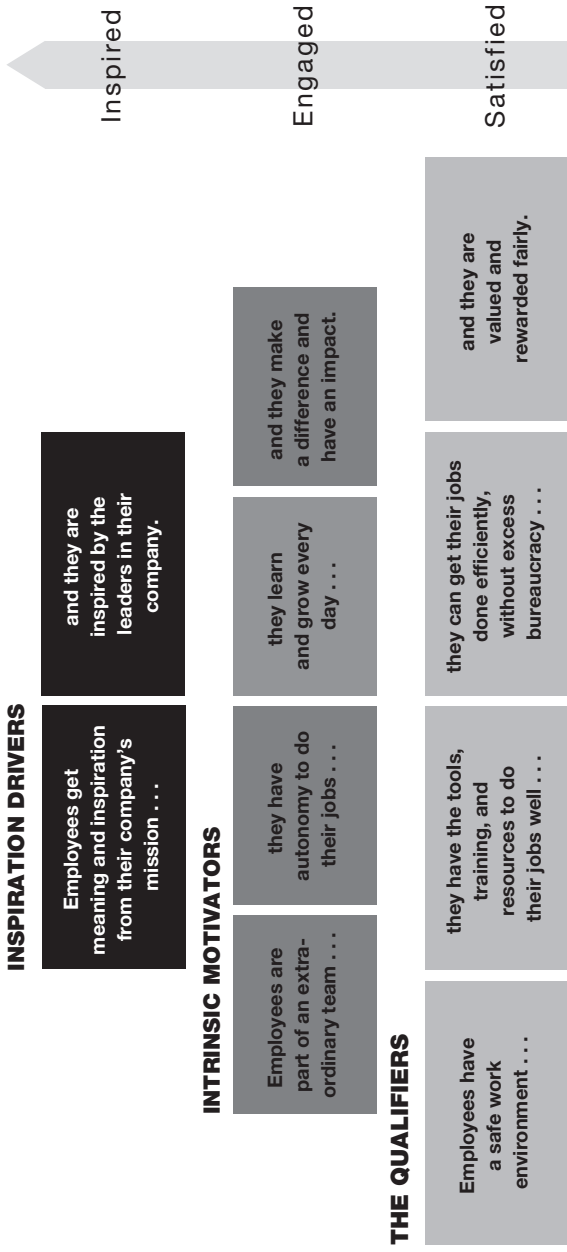 INSPIRATION DRIVERS
Employees get
meaning and inspiration
from their company's
mission . . .
and they are
inspired by the
leaders in their
company.
Inspired
INTRINSIC MOTIVATORS
Employees are
part of an extra-
ordinary team . . .
they have
autonomy to do
their jobs . . .
they learn
and grow every
day . . .
and they make
a difference and
have an impact.
Engaged
THE QUALIFIERS
Employees have
a safe work
environment . . .
they have the tools,
training, and
resources to do
their jobs well . . .
they can get their jobs
done efficiently,
without excess
bureaucracy . . .
and they are
valued and
rewarded fairly.
Satisfied